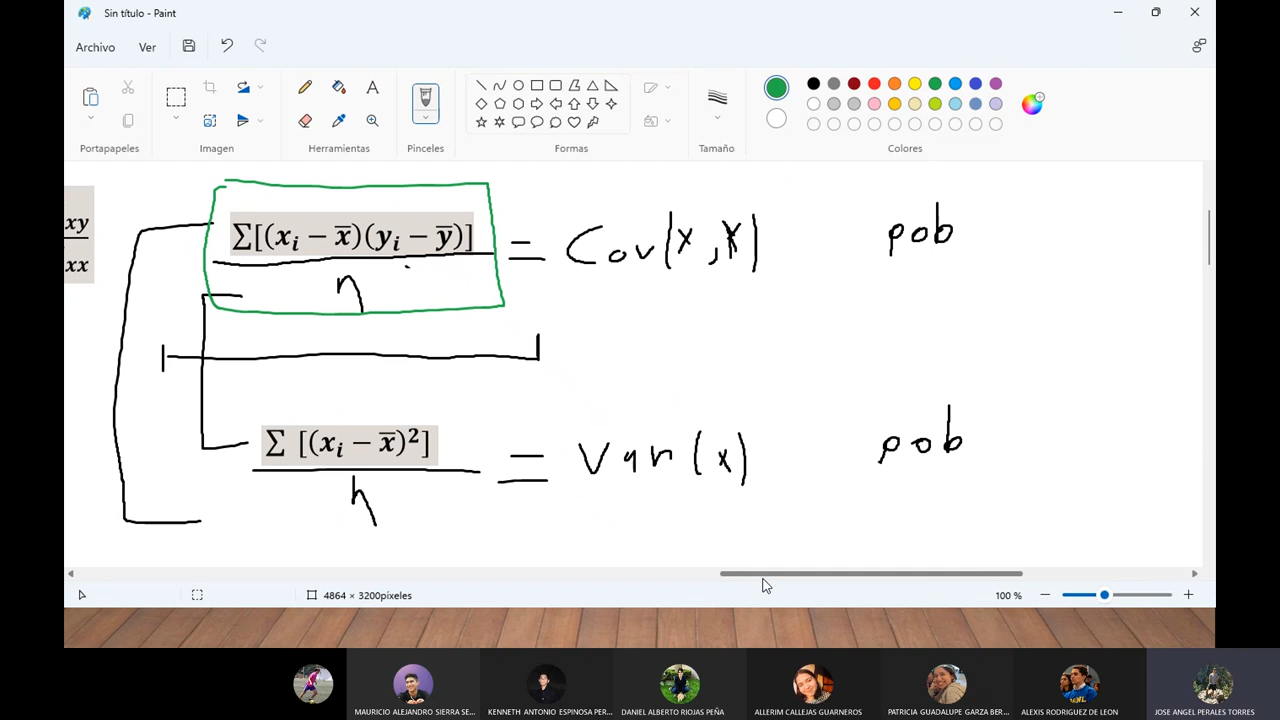 Sin título - Paint
Archivo Ver
Portapapeles Imagen Herramientas Pinceles Formas Tamaño Colores
xy
xx
∑[(xᵢ − x̅)(yᵢ − y̅)]
n
= Cov(X,Y) pob
∑ [(xᵢ − x̅)²]
n
= Var(x) pob
4864 × 3200píxeles 100 %
MAURICIO ALEJANDRO SIERRA SE... KENNETH ANTONIO ESPINOSA PER... DANIEL ALBERTO RIOJAS PEÑA ALLERIM CALLEJAS GUARNEROS PATRICIA GUADALUPE GARZA BER... ALEXIS RODRIGUEZ DE LEON JOSE ANGEL PERALES TORRES